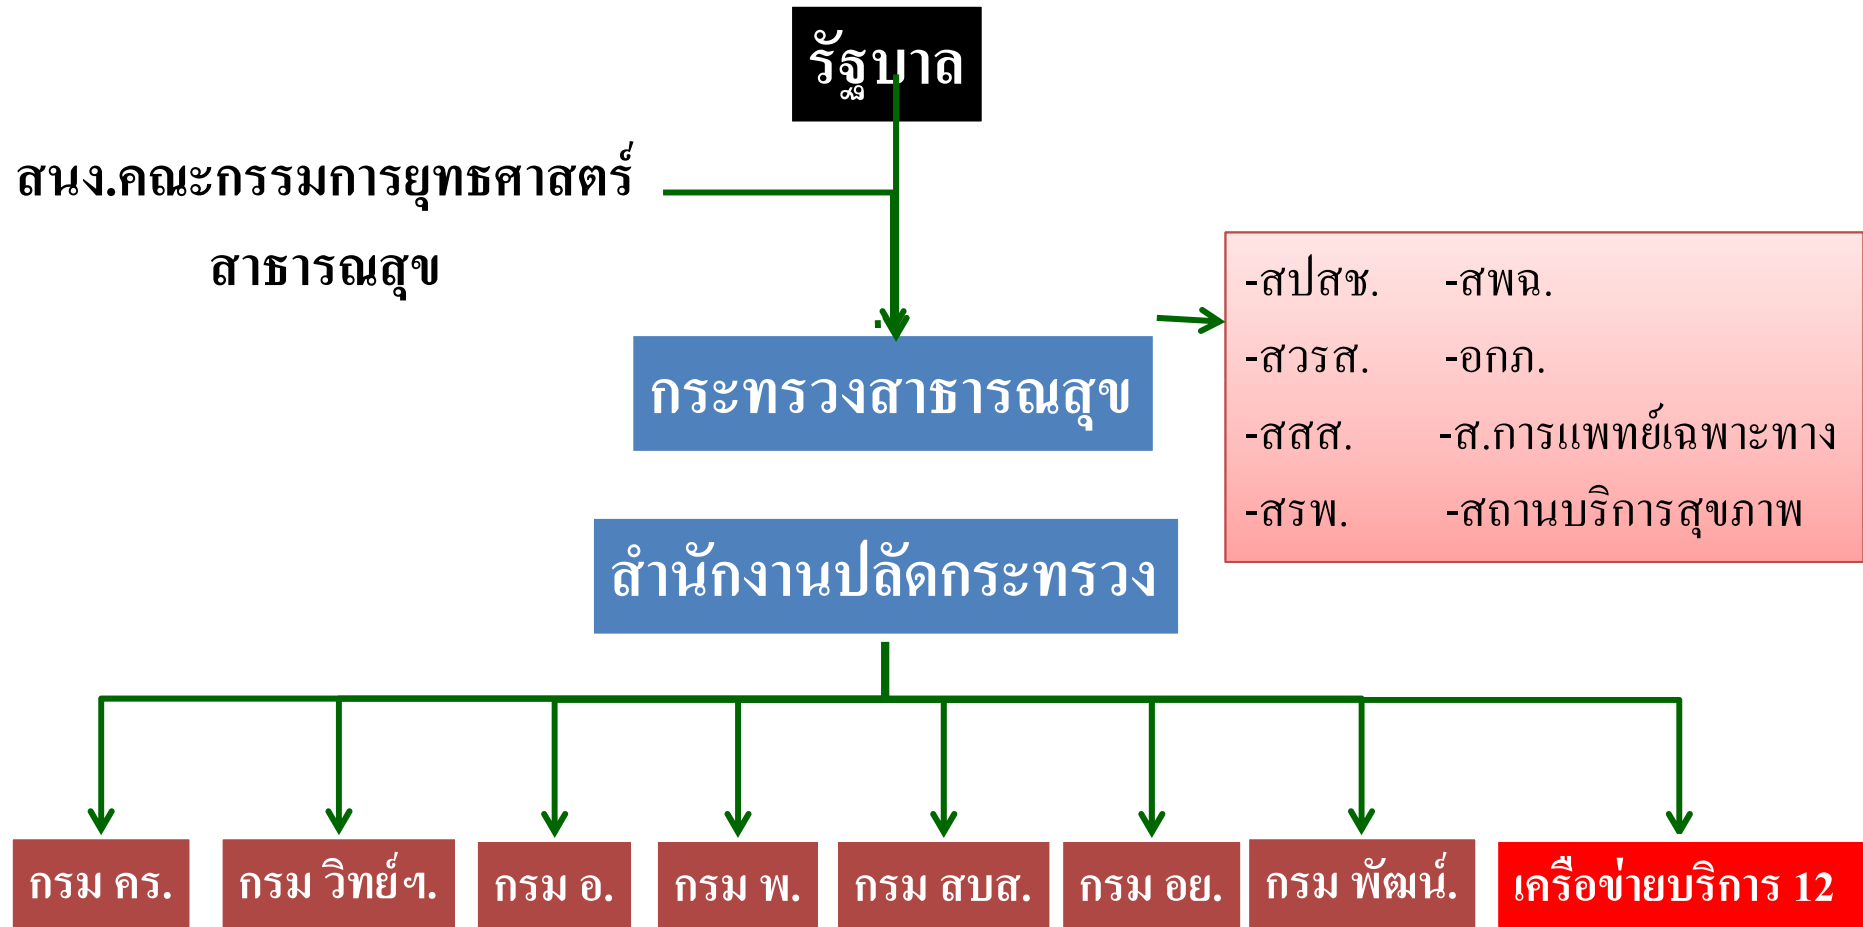 รัฐบาล
สนง.คณะกรรมการยุทธศาสตร์
สาธารณสุข
.
กระทรวงสาธารณสุข
-สปสช. -สพฉ.
-สวรส. -อกภ.
-สสส. -ส.การแพทย์เฉพาะทาง
-สรพ. -สถานบริการสุขภาพ
สำนักงานปลัดกระทรวง
กรม คร. กรม วิทย์ฯ. กรม อ. กรม พ. กรม สบส. กรม อย. กรม พัฒน์. เครือข่ายบริการ 12